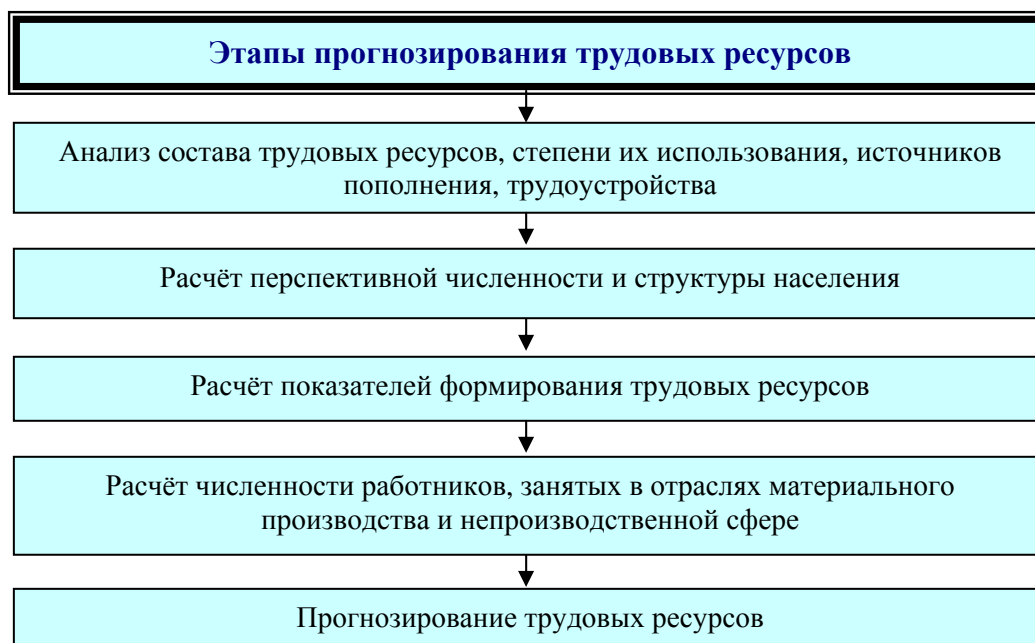 Этапы прогнозирования трудовых ресурсов
Анализ состава трудовых ресурсов, степени их использования, источников
пополнения, трудоустройства
Расчёт перспективной численности и структуры населения
Расчёт показателей формирования трудовых ресурсов
Расчёт численности работников, занятых в отраслях материального
производства и непроизводственной сфере
Прогнозирование трудовых ресурсов